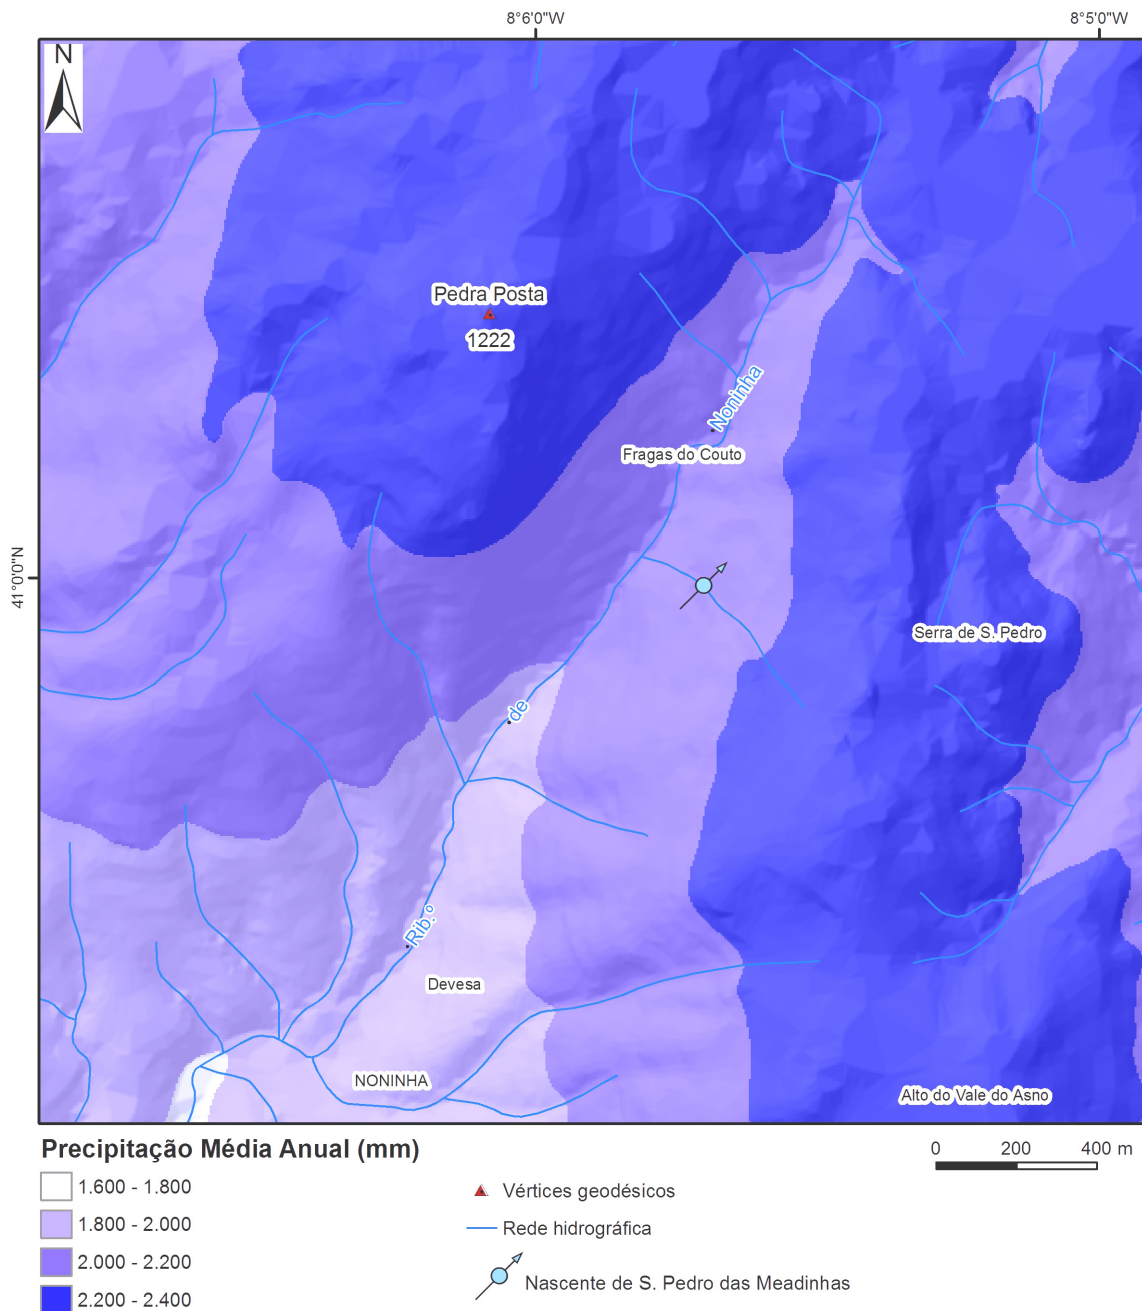 8°6'0"W
8°5'0"W
N
Pedra Posta
1222
Noninha
Fragas do Couto
41°0'0"N
Serra de S. Pedro
de
Rib.º
Devesa
NONINHA
Alto do Vale do Asno
Precipitação Média Anual (mm)
0 200 400 m
1.600 - 1.800
Vértices geodésicos
1.800 - 2.000
Rede hidrográfica
2.000 - 2.200
Nascente de S. Pedro das Meadinhas
2.200 - 2.400